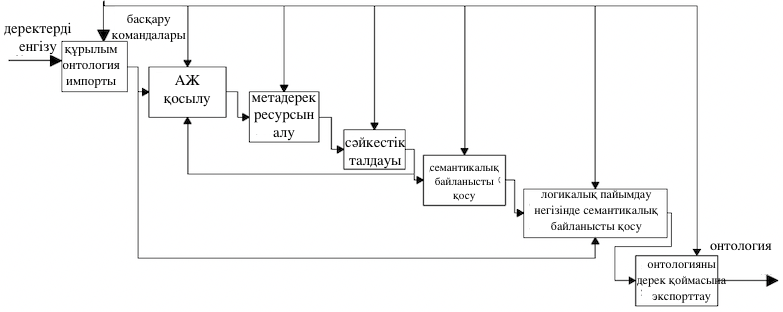 деректерді
енгізу
басқару
командалары
құрылым
онтология
импорты
АЖ
қосылу
метадерек
ресурсын
алу
сәйкестік
талдауы
семантикалық
байланысты
қосу
логикалық пайымдау
негізінде семантикалық
байланысты қосу
онтология
онтологияны
дерек қоймасына
экспорттау